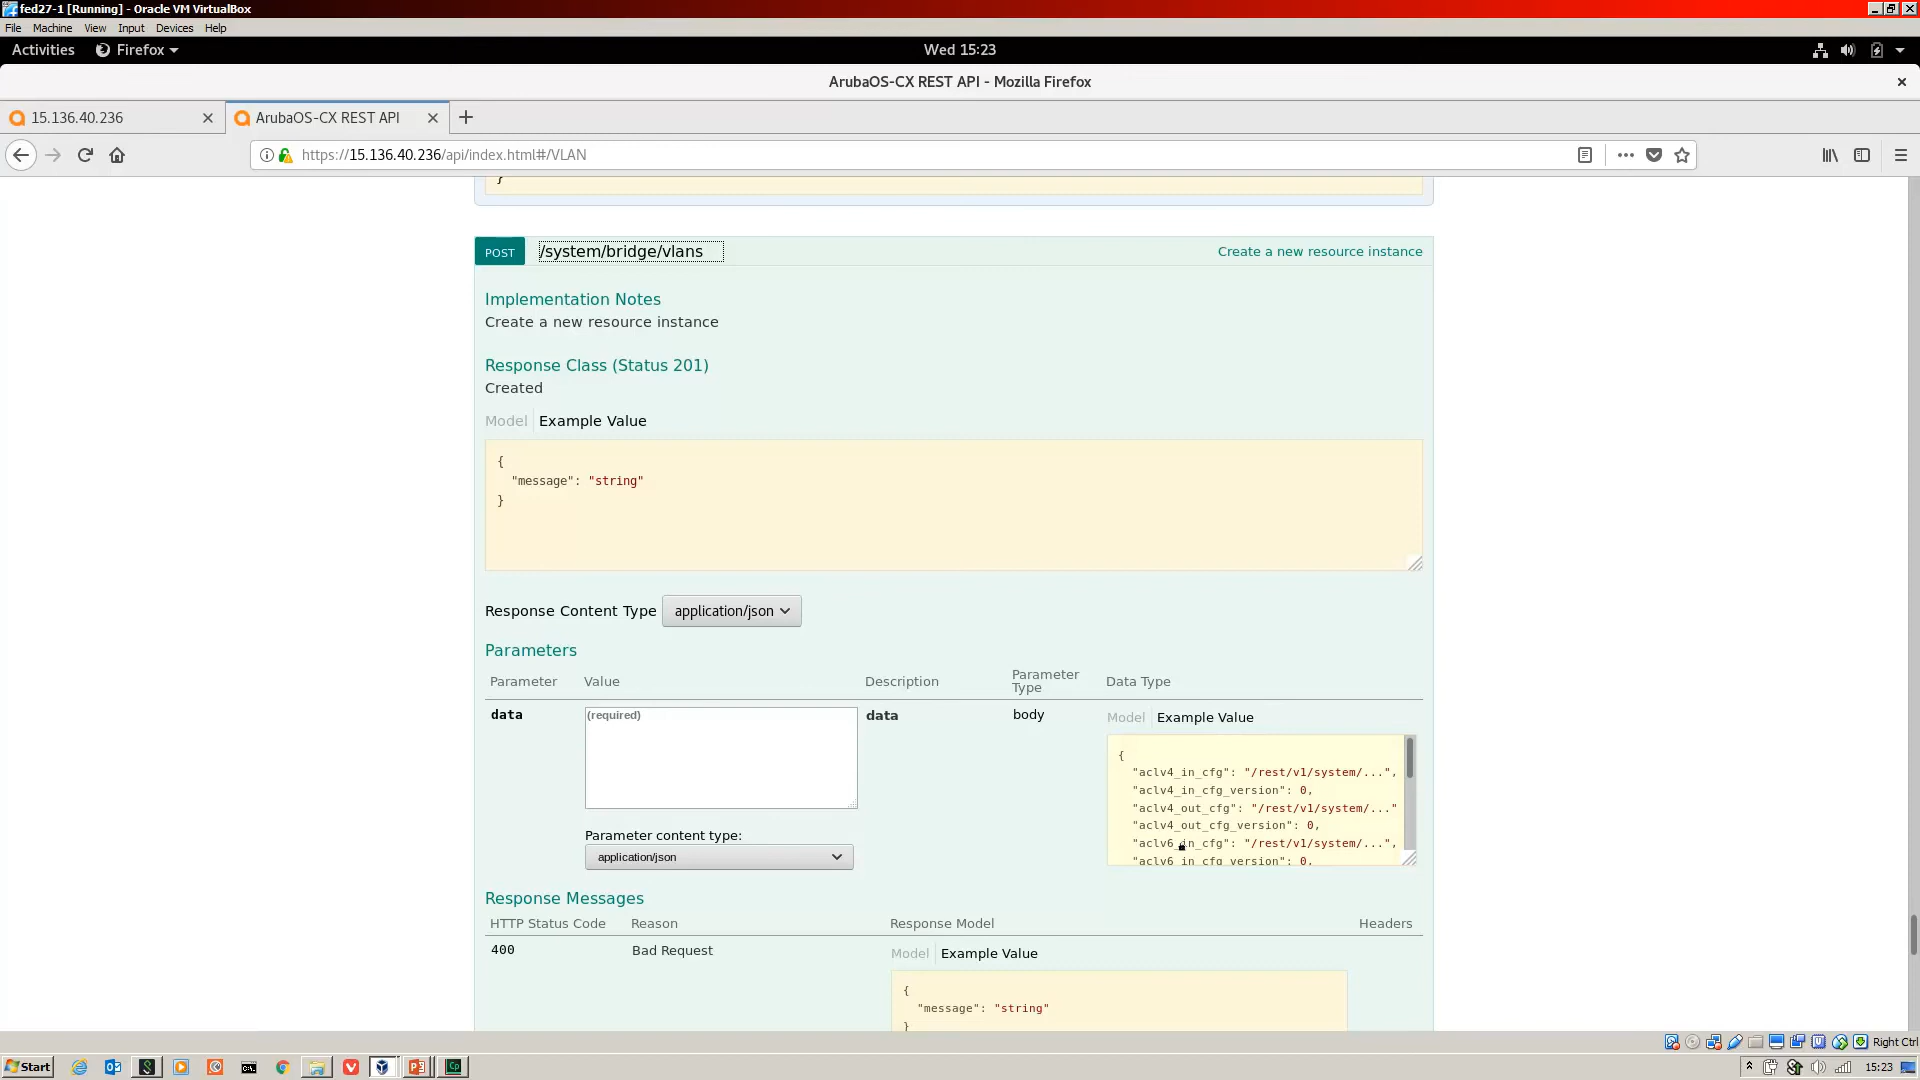 fed27-1 [Running] - Oracle VM VirtualBox
File Machine View Input Devices Help
Activities Firefox Wed 15:23
ArubaOS-CX REST API - Mozilla Firefox
15.136.40.236 ArubaOS-CX REST API
https://15.136.40.236/api/index.html#/VLAN
}
POST /system/bridge/vlans Create a new resource instance
Implementation Notes
Create a new resource instance
Response Class (Status 201)
Created
Model Example Value
{
"message": "string"
}
Response Content Type application/json
Parameters
Parameter Value Description Parameter Type Data Type
data (required) data body Model Example Value
{
"aclv4_in_cfg": "/rest/v1/system/...",
"aclv4_in_cfg_version": 0,
"aclv4_out_cfg": "/rest/v1/system/..."
"aclv4_out_cfg_version": 0,
"aclv6_in_cfg": "/rest/v1/system/...",
"aclv6_in_cfg_version": 0,
Parameter content type:
application/json
Response Messages
HTTP Status Code Reason Response Model Headers
400 Bad Request Model Example Value
{
"message": "string"
}
Right Ctrl
Start 15:23